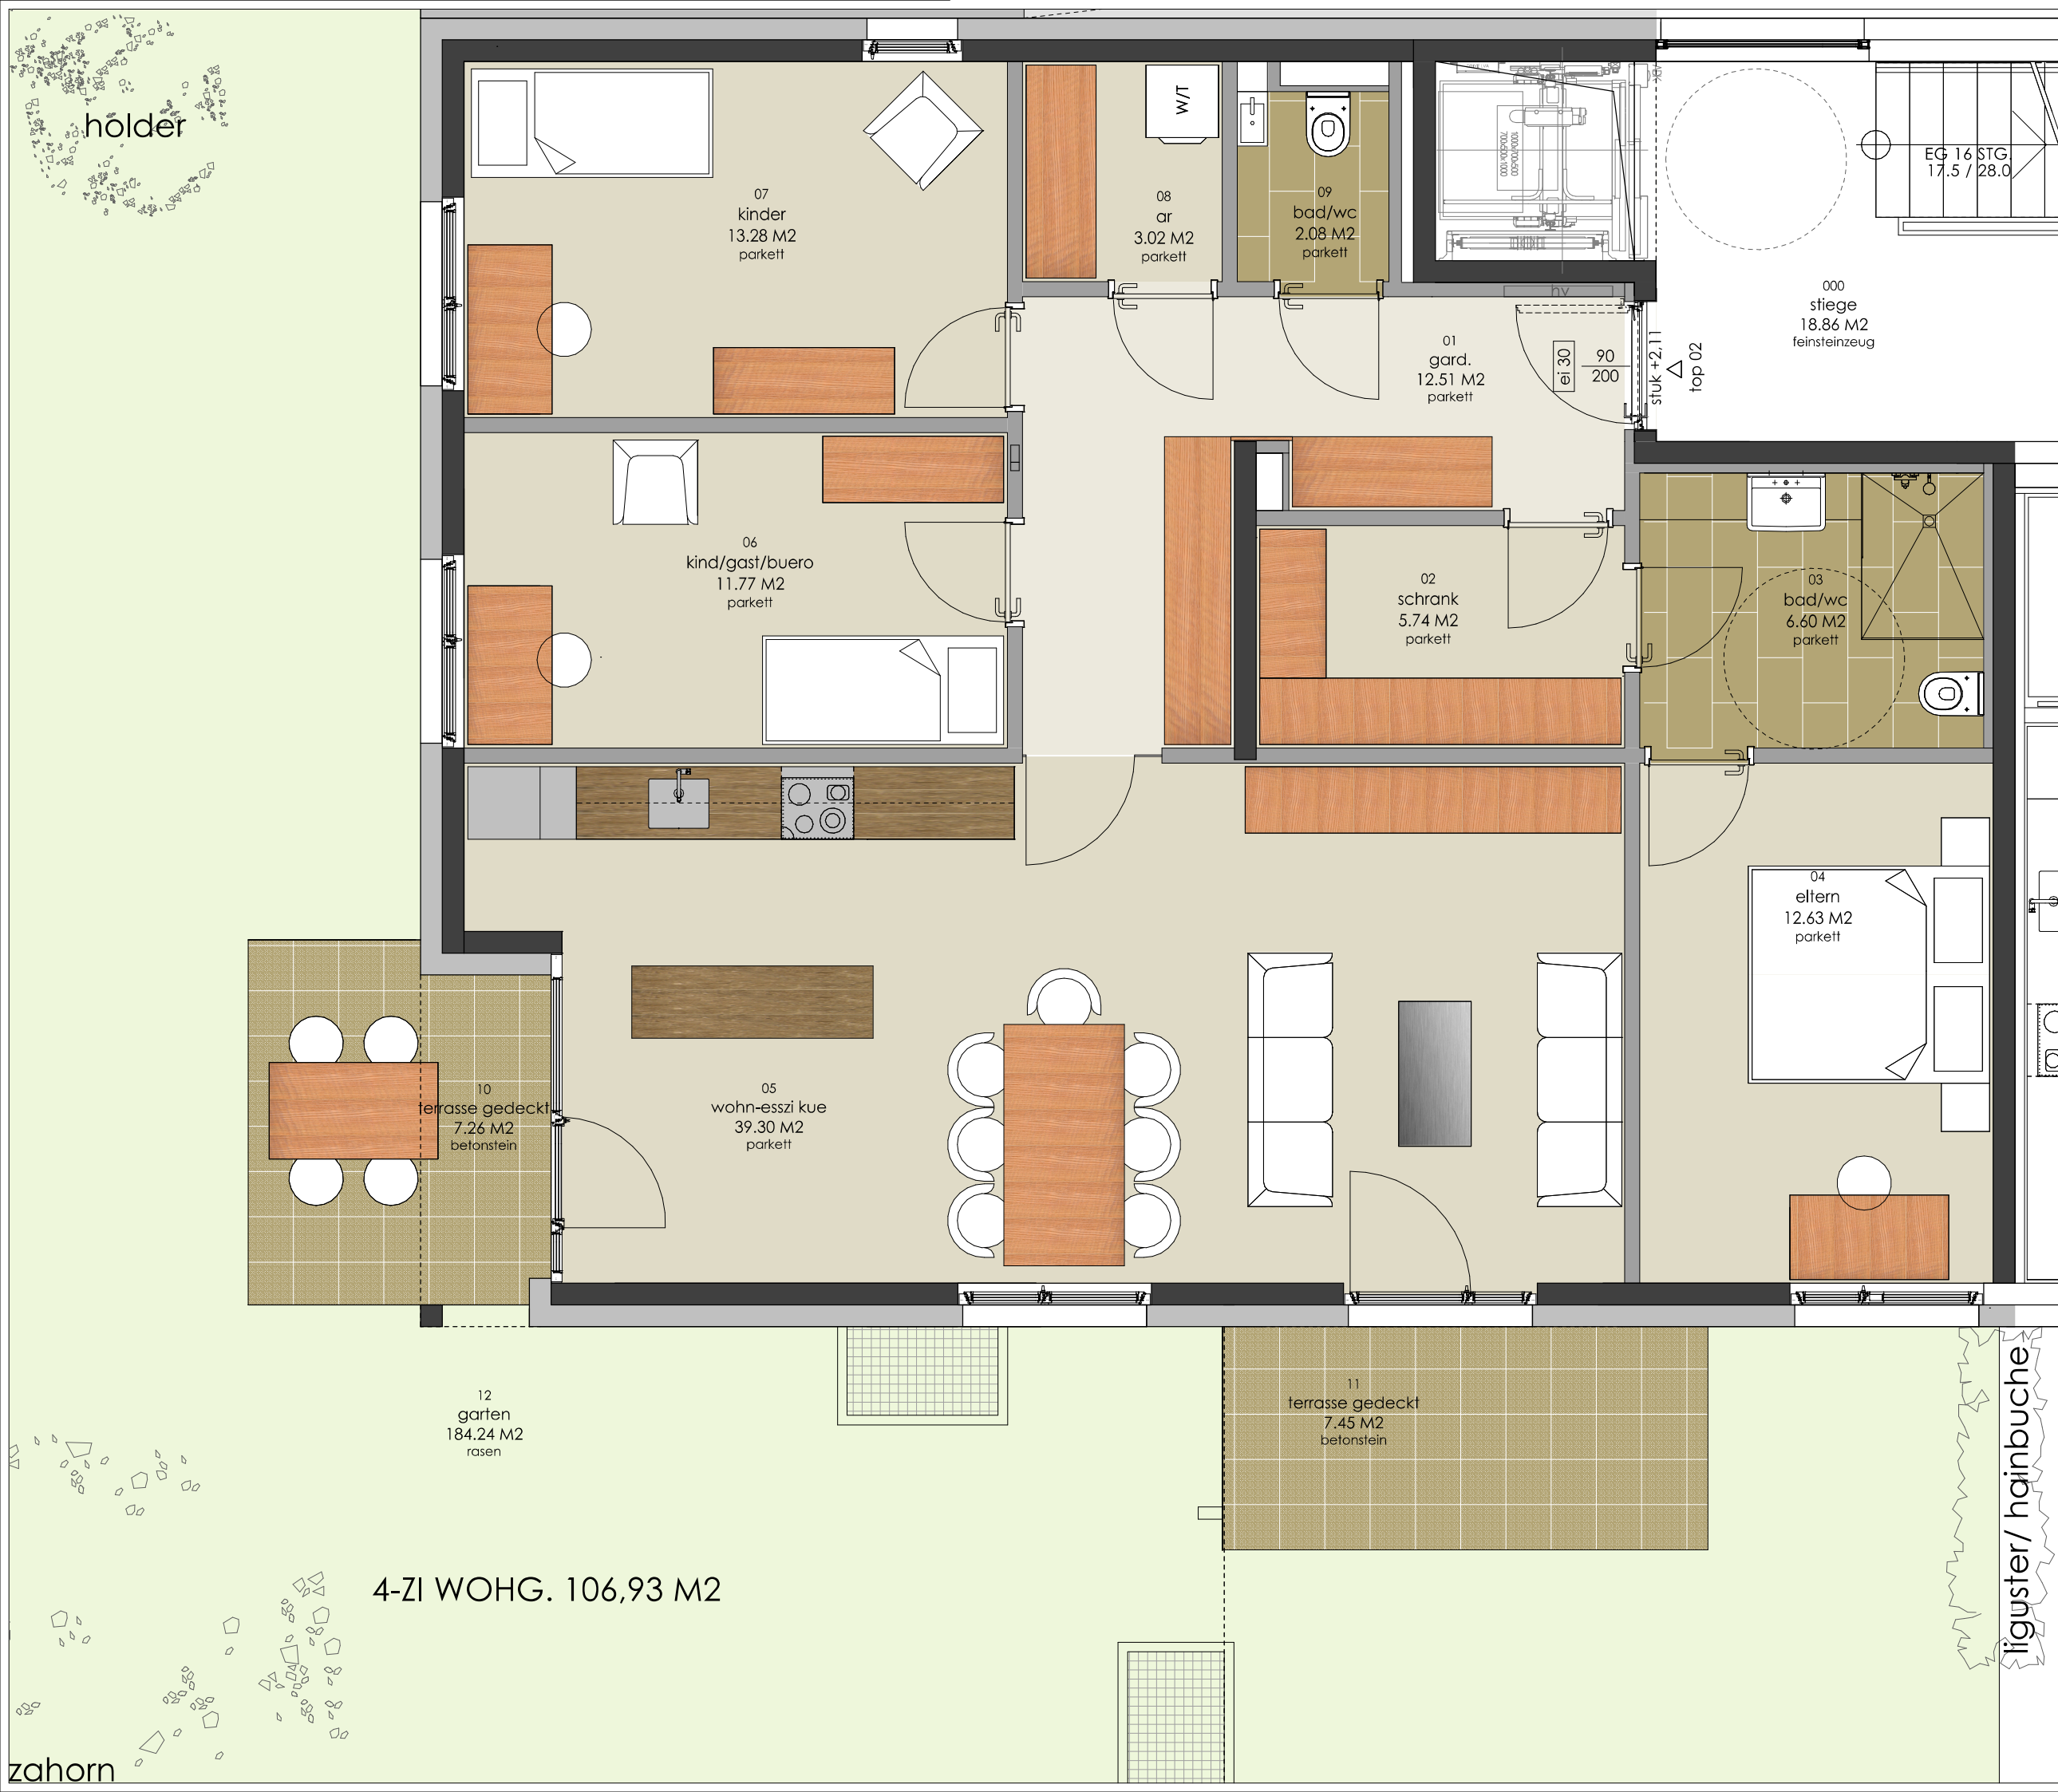 holder
07
kinder
13.28 M2
parkett
W/T
08
ar
3.02 M2
parkett
09
bad/wc
2.08 M2
parkett
EG 16 STG.
17.5 / 28.0
000
stiege
18.86 M2
feinsteinzeug
hv
01
gard.
12.51 M2
parkett
ei 30
90
200
stuk +2,11
top 02
06
kind/gast/buero
11.77 M2
parkett
02
schrank
5.74 M2
parkett
03
bad/wc
6.60 M2
parkett
04
eltern
12.63 M2
parkett
05
wohn-esszi kue
39.30 M2
parkett
10
terrasse gedeckt
7.26 M2
betonstein
11
terrasse gedeckt
7.45 M2
betonstein
12
garten
184.24 M2
rasen
liguster/ hainbuche
4-ZI WOHG. 106,93 M2
zahorn